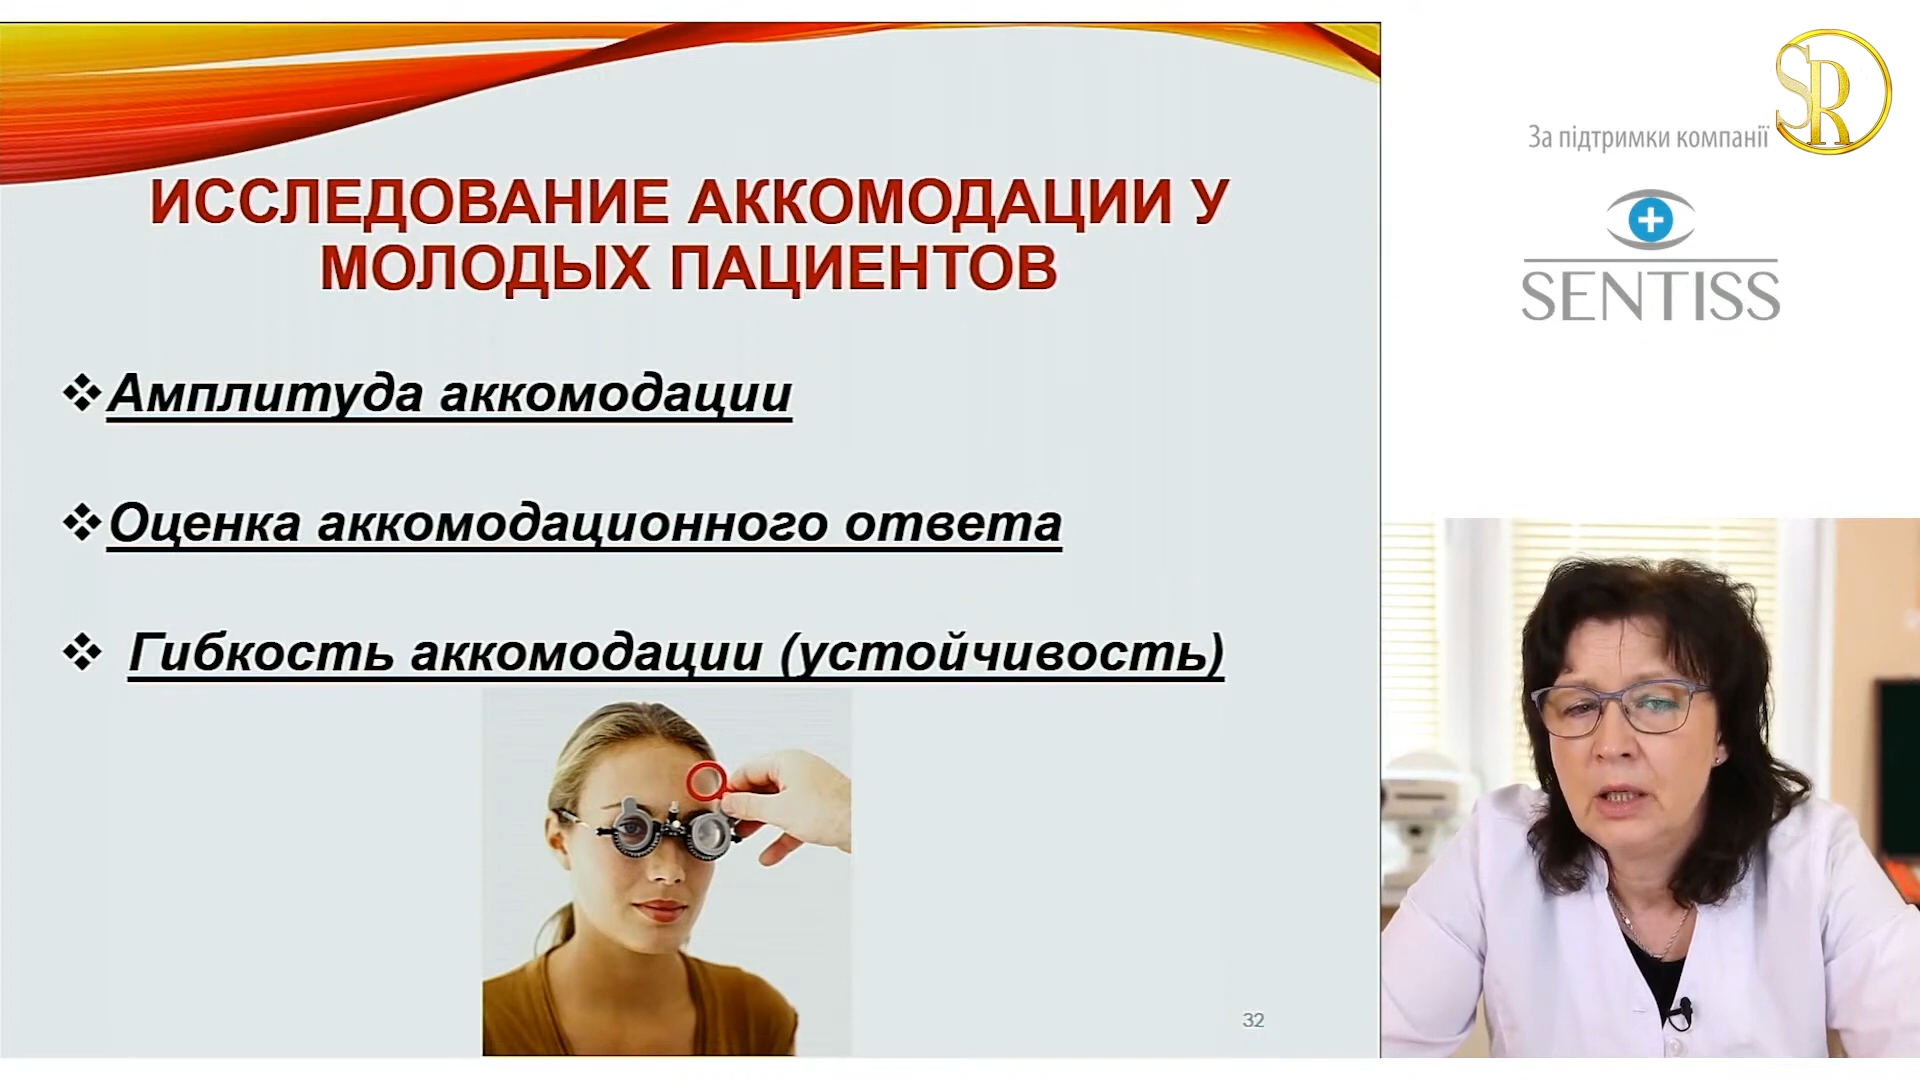 ИССЛЕДОВАНИЕ АККОМОДАЦИИ У
МОЛОДЫХ ПАЦИЕНТОВ
Амплитуда аккомодации
Оценка аккомодационного ответа
Гибкость аккомодации (устойчивость)
32
SR
За підтримки компанії
SENTISS